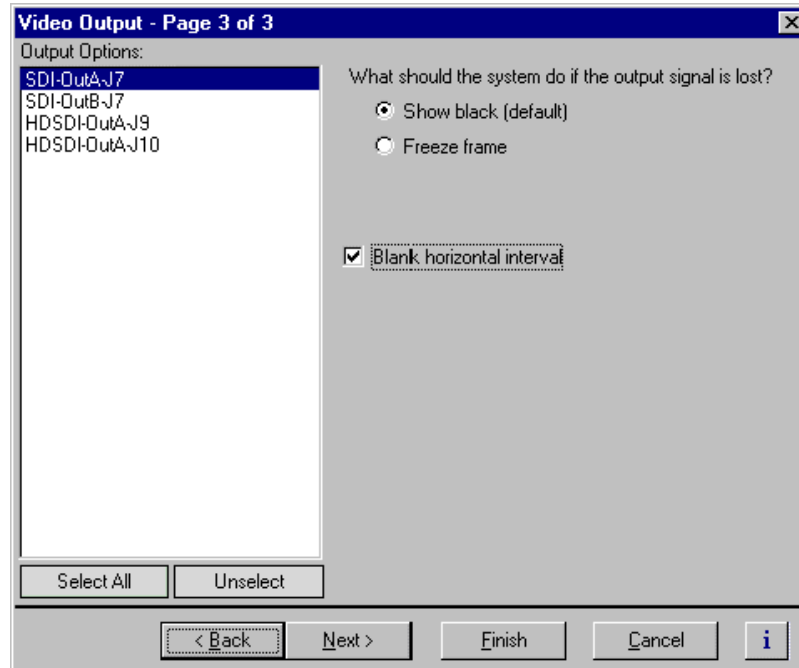 Video Output - Page 3 of 3
Output Options:
SDI-OutA-J7
SDI-OutB-J7
HDSDI-OutA-J9
HDSDI-OutA-J10
What should the system do if the output signal is lost?
Show black (default)
Freeze frame
Blank horizontal interval
Select All
Unselect
< Back
Next >
Finish
Cancel
i